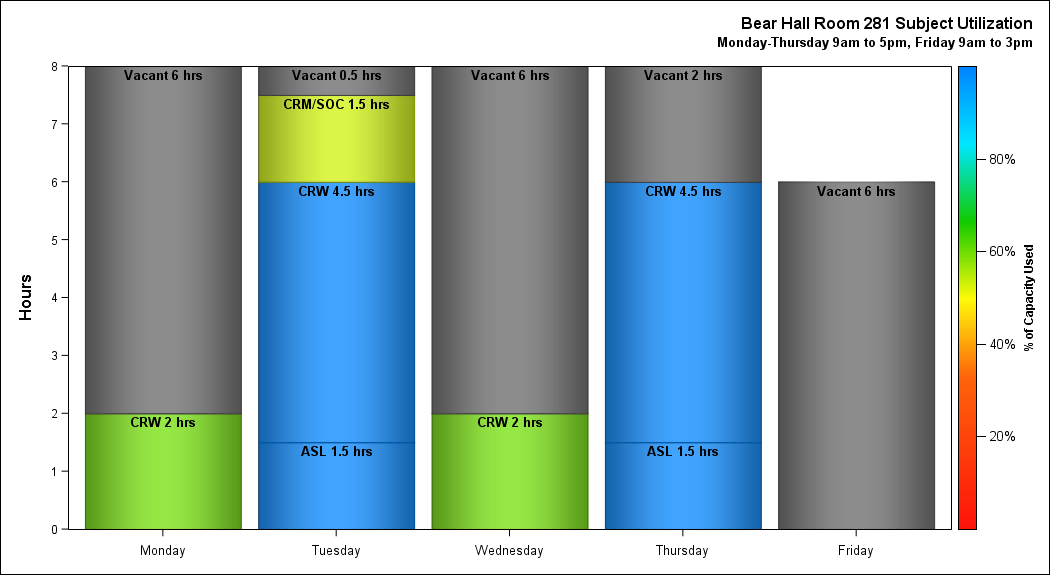 Bear Hall Room 281 Subject Utilization
Monday-Thursday 9am to 5pm, Friday 9am to 3pm
Hours
8
7
6
5
4
3
2
1
0
Vacant 6 hrs
CRW 2 hrs
Vacant 0.5 hrs
CRM/SOC 1.5 hrs
CRW 4.5 hrs
ASL 1.5 hrs
Vacant 6 hrs
CRW 2 hrs
Vacant 2 hrs
CRW 4.5 hrs
ASL 1.5 hrs
Vacant 6 hrs
Monday
Tuesday
Wednesday
Thursday
Friday
80%
60%
40%
20%
% of Capacity Used